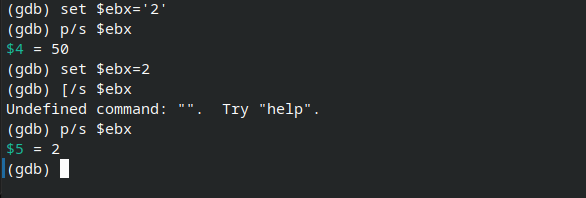 (gdb) set $ebx='2'
(gdb) p/s $ebx
$4 = 50
(gdb) set $ebx=2
(gdb) [/s $ebx
Undefined command: "".  Try "help".
(gdb) p/s $ebx
$5 = 2
(gdb)